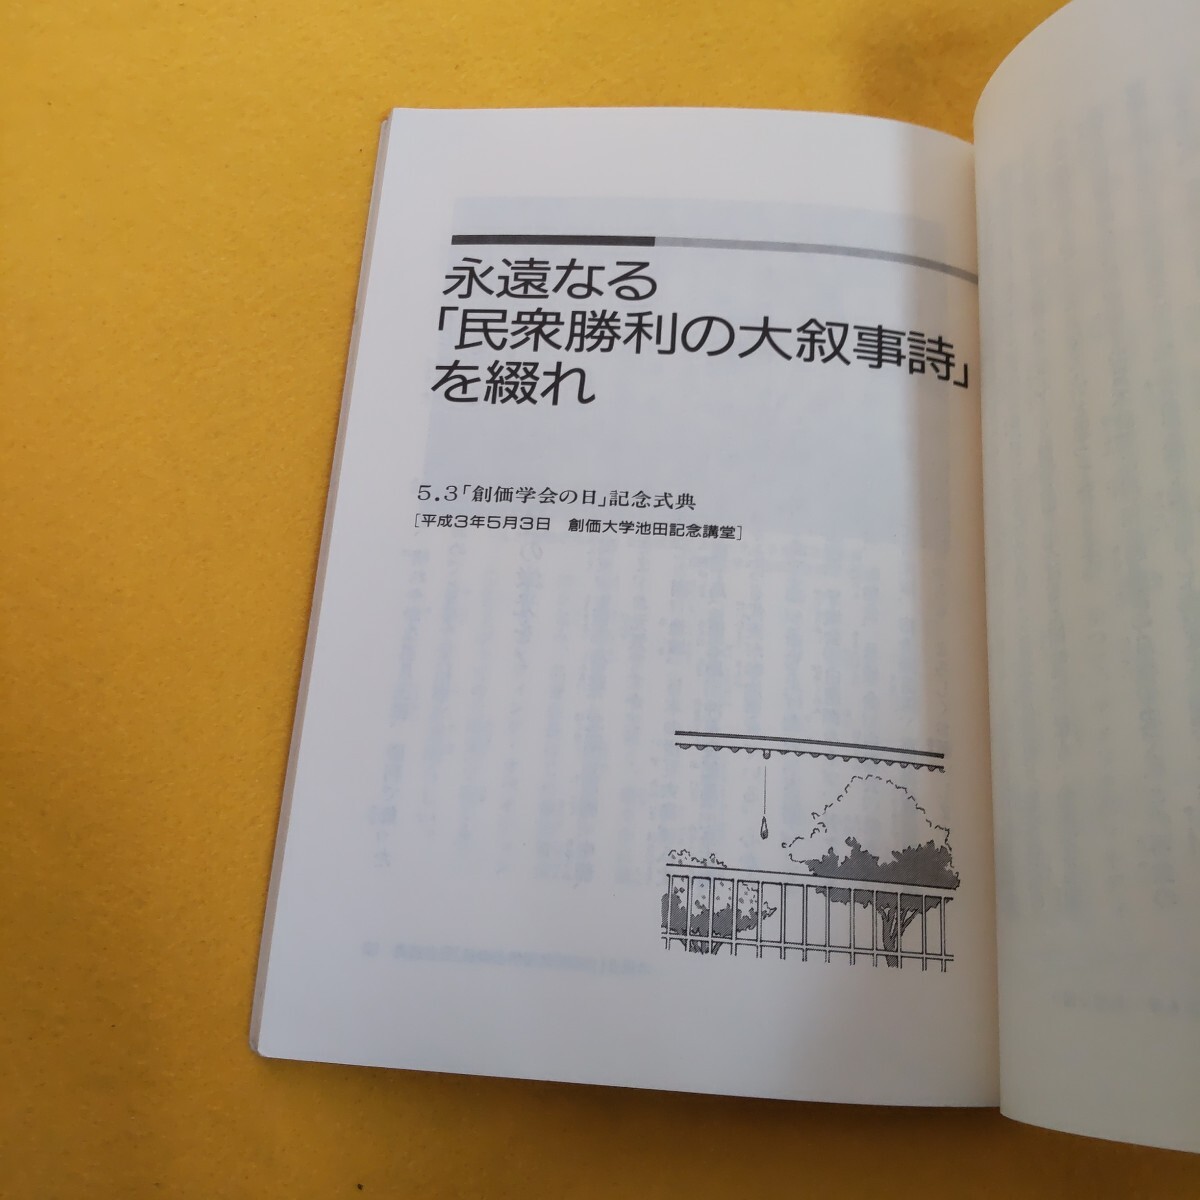 永遠なる
「民衆勝利の大叙事詩」
を綴れ
5.3「創価学会の日」記念式典
[平成3年5月3日　創価大学池田記念講堂]